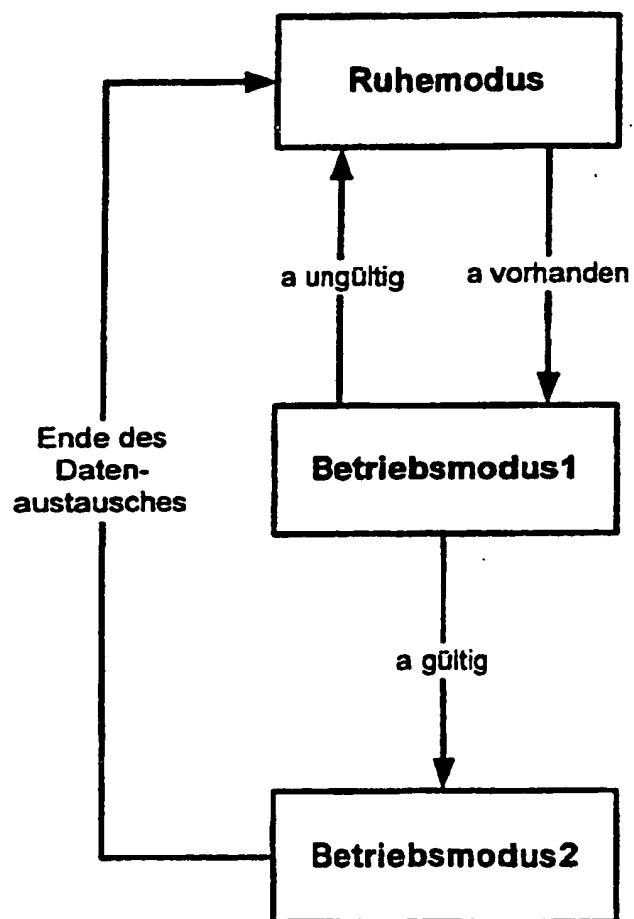 Ruhemodus
a ungültig
a vorhanden
Ende des
Daten-
austausches
Betriebsmodus1
a gültig
Betriebsmodus2